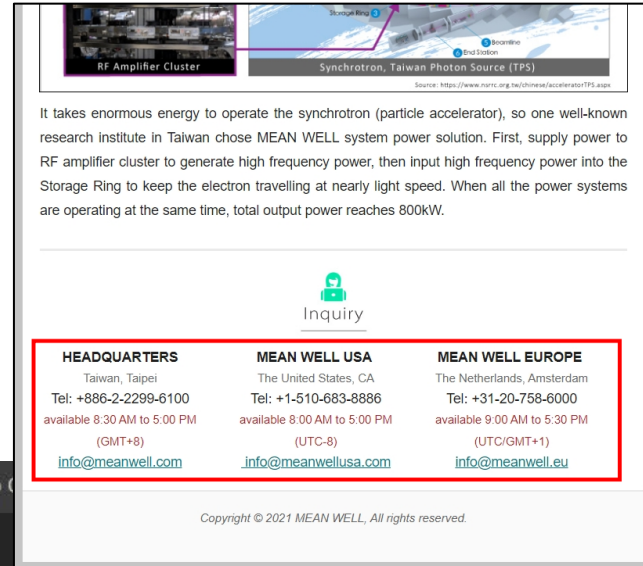 Storage Ring 3
5 Beamline
6 End Station
RF Amplifier Cluster
Synchrotron, Taiwan Photon Source (TPS)
Source: https://www.nsrrc.org.tw/chinese/acceleratorTPS.aspx
It takes enormous energy to operate the synchrotron (particle accelerator), so one well-known
research institute in Taiwan chose MEAN WELL system power solution. First, supply power to
RF amplifier cluster to generate high frequency power, then input high frequency power into the
Storage Ring to keep the electron travelling at nearly light speed. When all the power systems
are operating at the same time, total output power reaches 800kW.
Inquiry
HEADQUARTERS
Taiwan, Taipei
Tel: +886-2-2299-6100
available 8:30 AM to 5:00 PM
(GMT+8)
info@meanwell.com
MEAN WELL USA
The United States, CA
Tel: +1-510-683-8886
available 8:00 AM to 5:00 PM
(UTC-8)
info@meanwellusa.com
MEAN WELL EUROPE
The Netherlands, Amsterdam
Tel: +31-20-758-6000
available 9:00 AM to 5:30 PM
(UTC/GMT+1)
info@meanwell.eu
Copyright © 2021 MEAN WELL, All rights reserved.